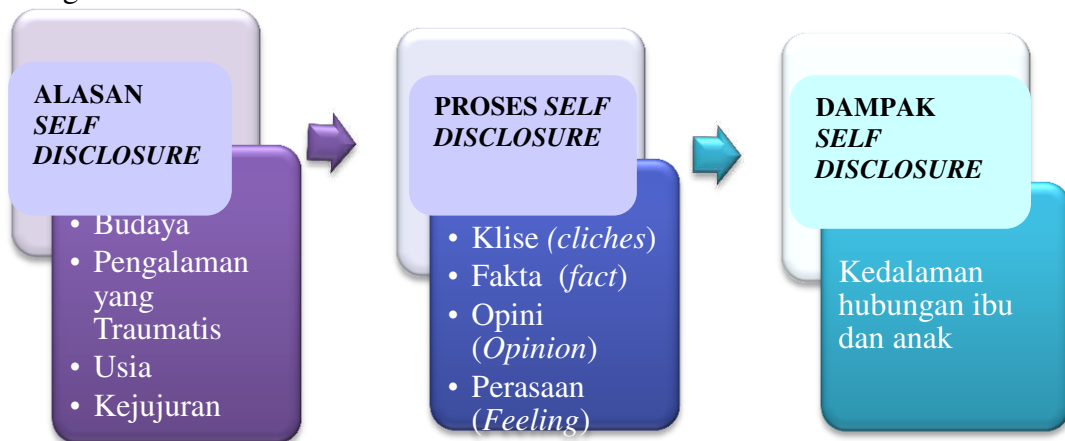 ALASAN
SELF
DISCLOSURE
• Budaya
• Pengalaman
yang
Traumatis
• Usia
• Kejujuran
PROSES SELF
DISCLOSURE
• Klise (cliches)
• Fakta (fact)
• Opini
(Opinion)
• Perasaan
(Feeling)
DAMPAK
SELF
DISCLOSURE
Kedalaman
hubungan ibu
dan anak